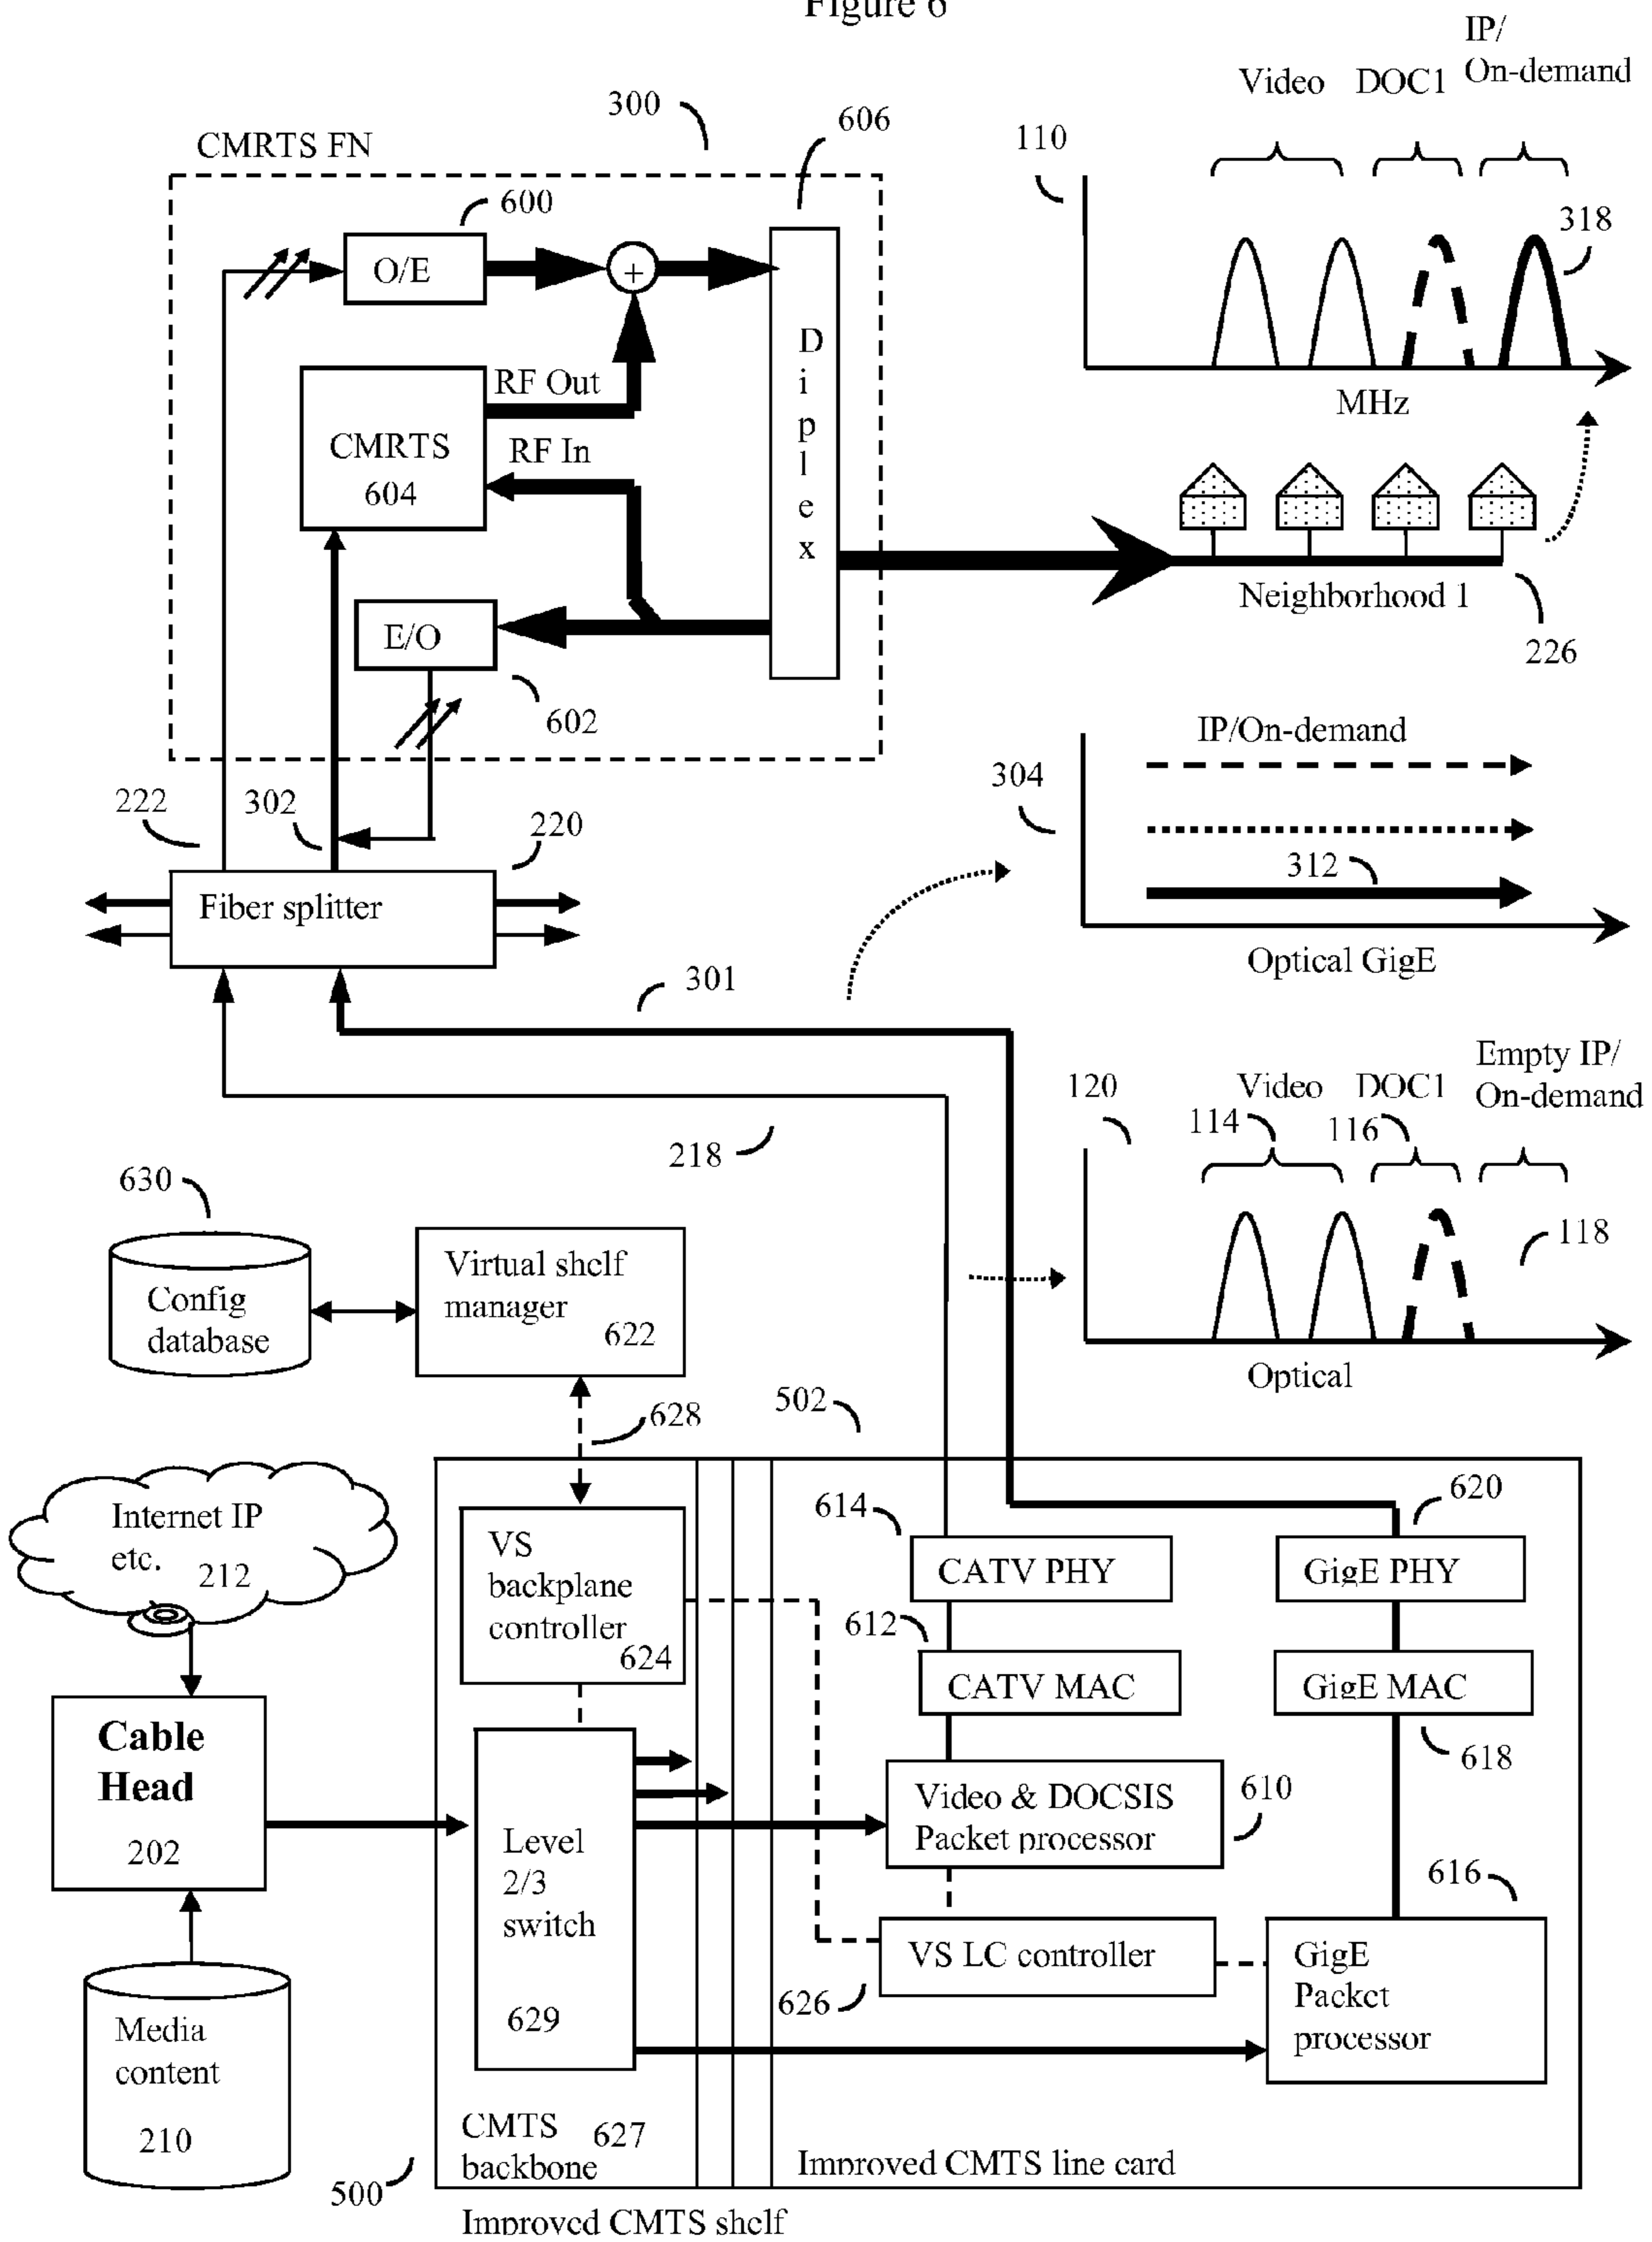 Figure 6
IP/
On-demand
Video
DOC1
300
606
110
CMRTS FN
600
318
O/E
+
Diplex
RF Out
MHz
CMRTS
604
RF In
E/O
Neighborhood 1
226
602
IP/On-demand
304
222
302
220
312
Fiber splitter
Optical GigE
301
Empty IP/
On-demand
120
Video
DOC1
114
116
218
630
118
Virtual shelf
manager
622
Config
database
Optical
502
628
Internet IP
etc.
212
614
620
VS
backplane
controller
624
CATV PHY
GigE PHY
612
CATV MAC
GigE MAC
618
Cable
Head
202
Video & DOCSIS
Packet processor
610
Level
2/3
switch
629
616
VS LC controller
626
GigE
Packet
processor
Media
content
210
CMTS
backbone
627
Improved CMTS line card
500
Improved CMTS shelf